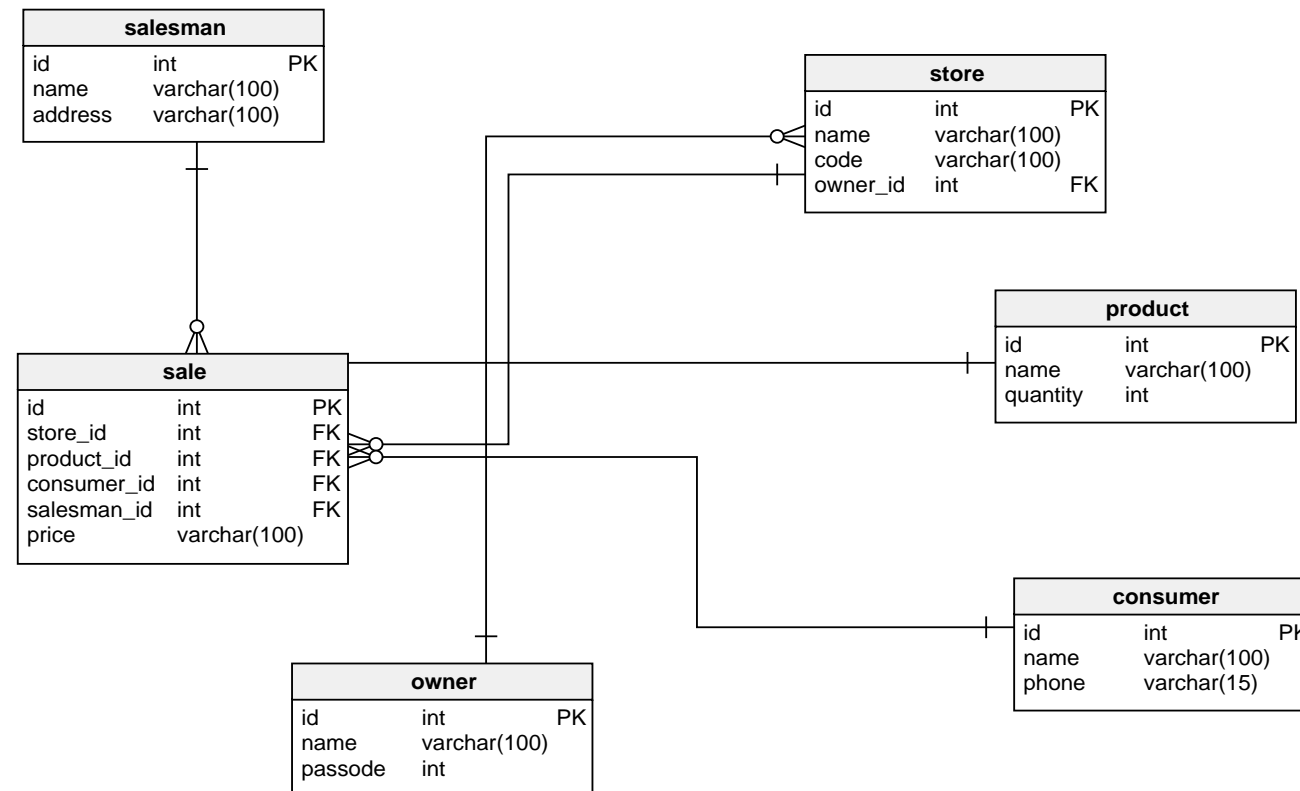 salesman
id int PK
name varchar(100)
address varchar(100)
store
id int PK
name varchar(100)
code varchar(100)
owner_id int FK
product
id int PK
name varchar(100)
quantity int
sale
id int PK
store_id int FK
product_id int FK
consumer_id int FK
salesman_id int FK
price varchar(100)
consumer
id int PK
name varchar(100)
phone varchar(15)
owner
id int PK
name varchar(100)
passode int